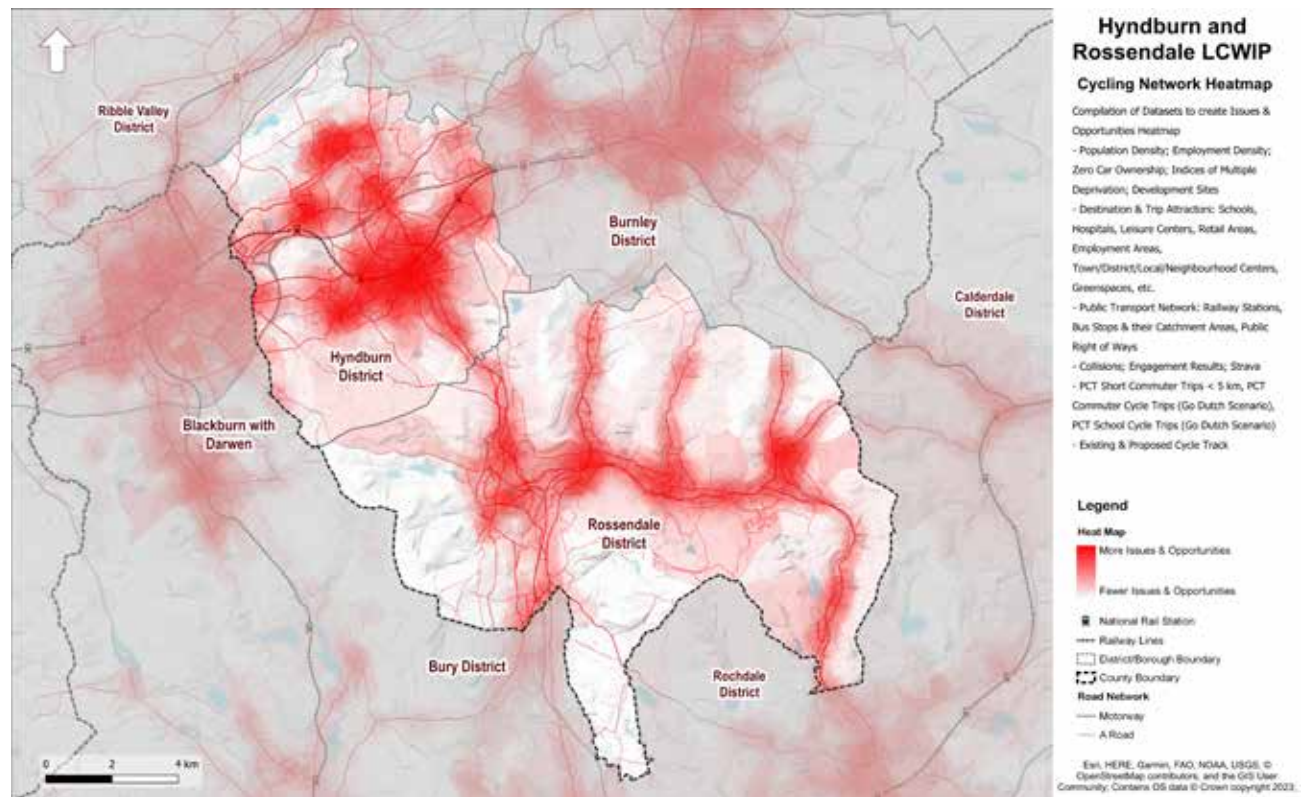 Hyndburn and
Rossendale LCWIP
Cycling Network Heatmap
Compilation of Datasets to create Issues &
Opportunities Heatmap
- Population Density; Employment Density;
Zero Car Ownership; Indices of Multiple
Deprivation; Development Sites
- Destination & Trip Attractors: Schools,
Hospitals, Leisure Centers, Retail Areas,
Employment Areas,
Town/District/Local/Neighbourhood Centers,
Greenspaces, etc.
- Public Transport Network: Railway Stations,
Bus Stops & their Catchment Areas, Public
Right of Ways
- Collisions; Engagement Results; Strava
- PCT Short Commuter Trips < 5 km, PCT
Commuter Cycle Trips (Go Dutch Scenario),
PCT School Cycle Trips (Go Dutch Scenario)
- Existing & Proposed Cycle Track
Legend
Heat Map
More Issues & Opportunities
Fewer Issues & Opportunities
National Rail Station
Railway Lines
District/Borough Boundary
County Boundary
Road Network
Motorway
A Road
Esri, HERE, Garmin, FAO, NOAA, USGS, ©
OpenStreetMap contributors, and the GIS User
Community; Contains OS data © Crown copyright 2023;
Ribble Valley
District
Burnley
District
Calderdale
District
Hyndburn
District
Blackburn with
Darwen
Rossendale
District
Bury District
Rochdale
District
0 2 4 km